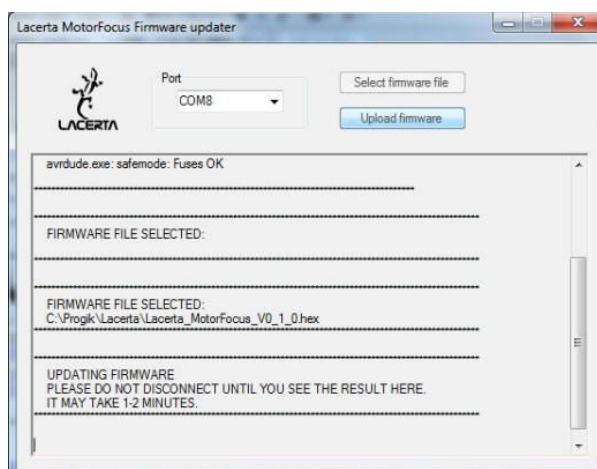 Lacerta MotorFocus Firmware updater
Port
COM8
Select firmware file
Upload firmware
LACERTA
avrdude.exe: safemode: Fuses OK
FIRMWARE FILE SELECTED:
FIRMWARE FILE SELECTED:
C:\Progik\Lacerta\Lacerta_MotorFocus_V0_1_0.hex
UPDATING FIRMWARE
PLEASE DO NOT DISCONNECT UNTIL YOU SEE THE RESULT HERE.
IT MAY TAKE 1-2 MINUTES.